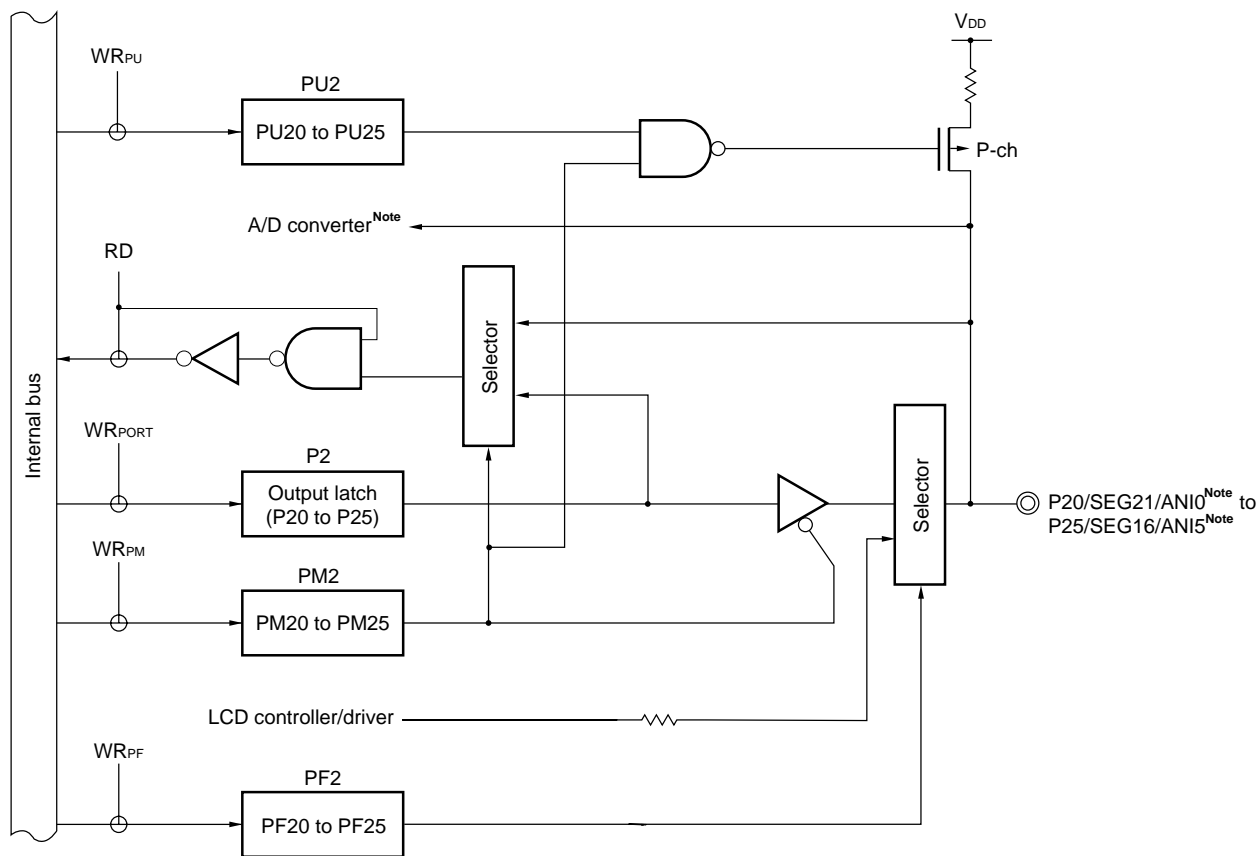 VDD
WRPU
PU2
PU20 to PU25
P-ch
A/D converterNote
RD
Selector
Internal bus
WRPORT
P2
Output latch
(P20 to P25)
Selector
P20/SEG21/ANI0Note to
P25/SEG16/ANI5Note
WRPM
PM2
PM20 to PM25
LCD controller/driver
WRPF
PF2
PF20 to PF25